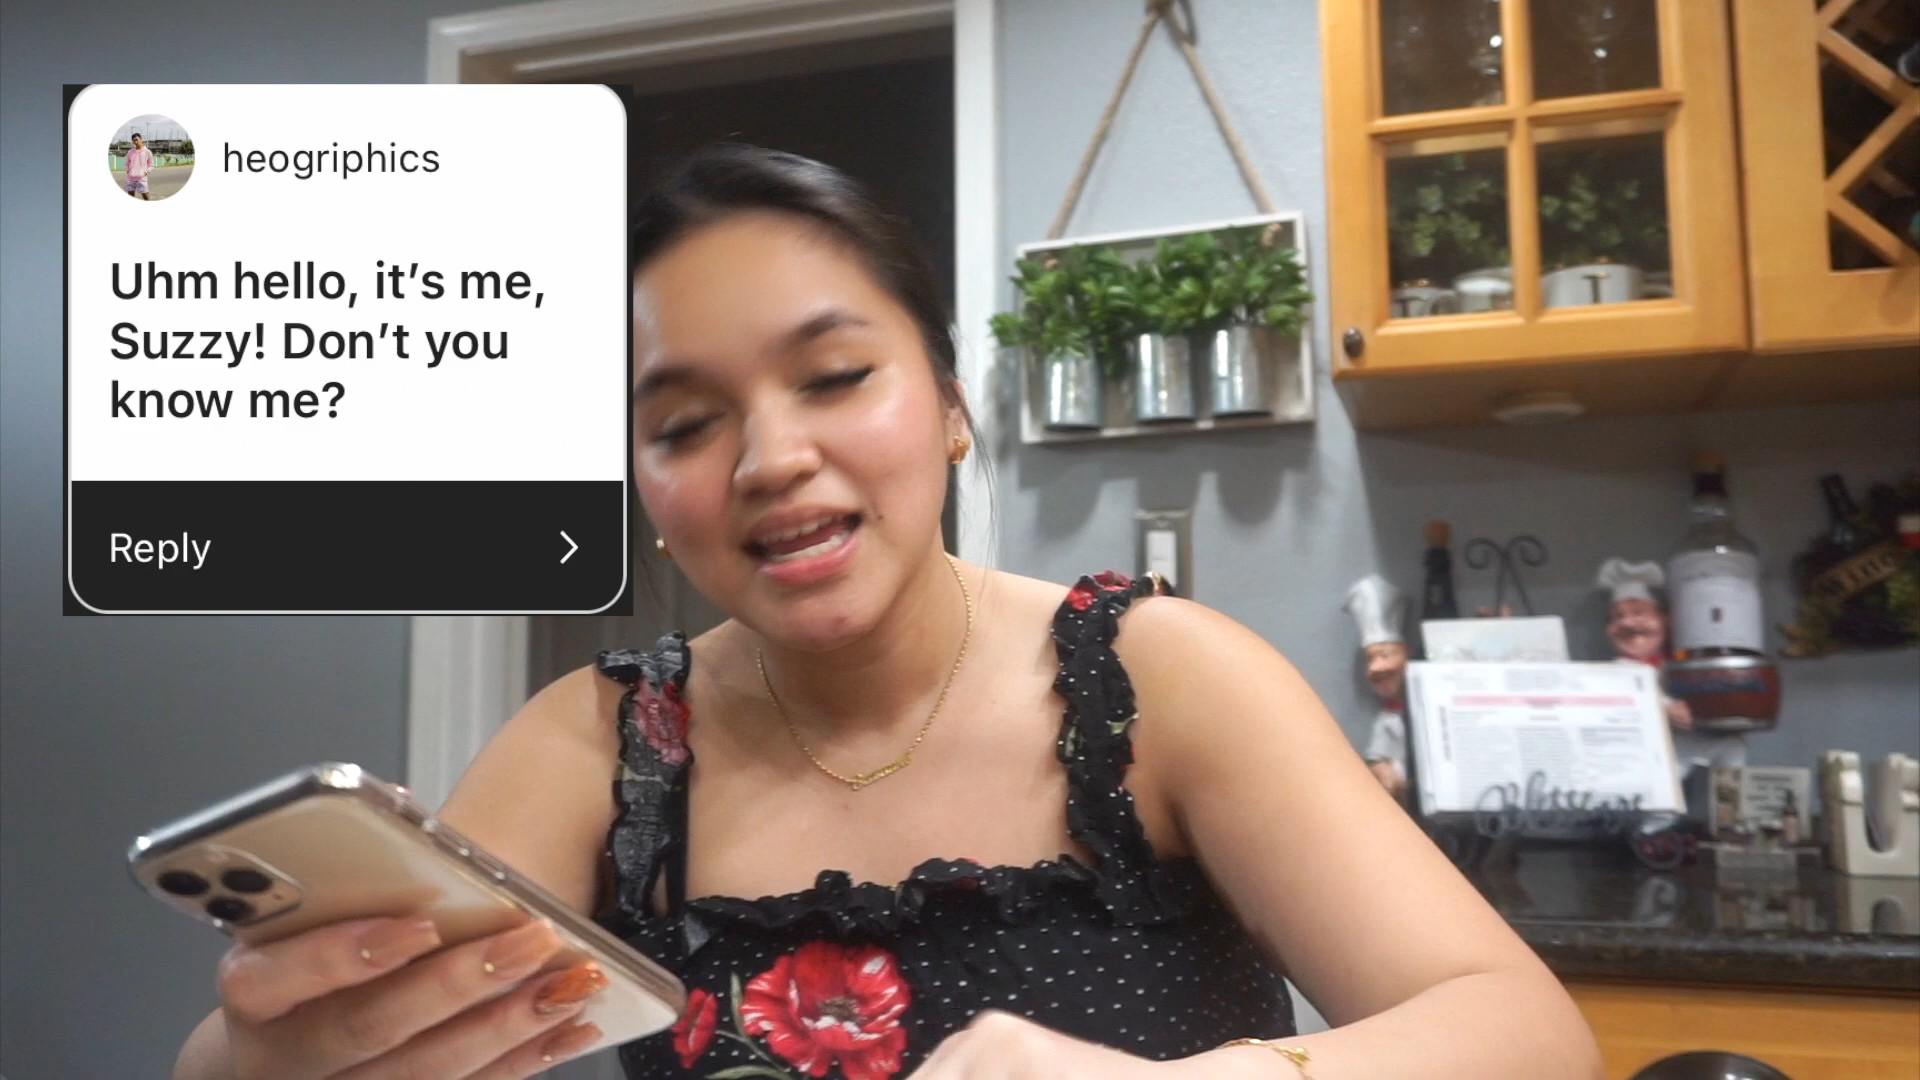 heogriphics
Uhm hello, it's me,
Suzzy! Don't you
know me?
Reply